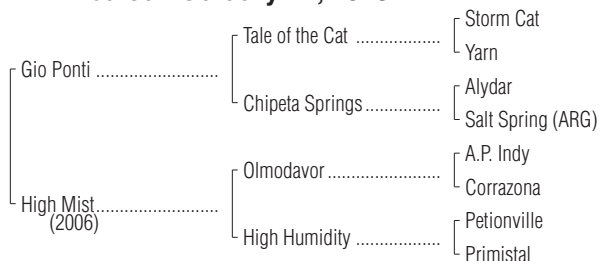 Storm Cat
Tale of the Cat ..................
Yarn
Gio Ponti ..........................
Alydar
Chipeta Springs ................
Salt Spring (ARG)
A.P. Indy
Olmodavor ........................
Corrazona
High Mist ..........................
(2006)
Petionville
High Humidity ..................
Primistal